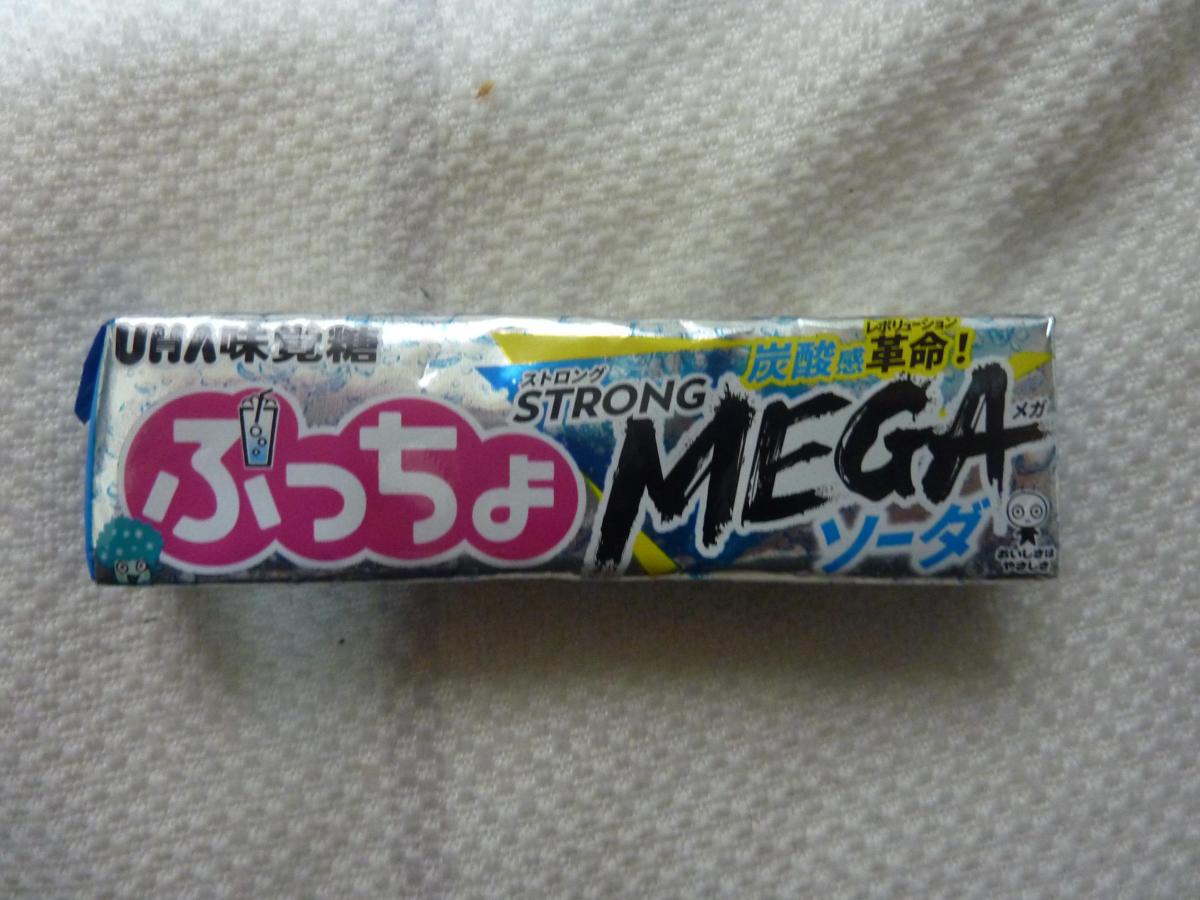 UHA味覚糖
ぷっちょ
ストロング
STRONG
レボリューション
炭酸感革命!
MEGA
メガ
ソーダ
おいしさは
やさしさ